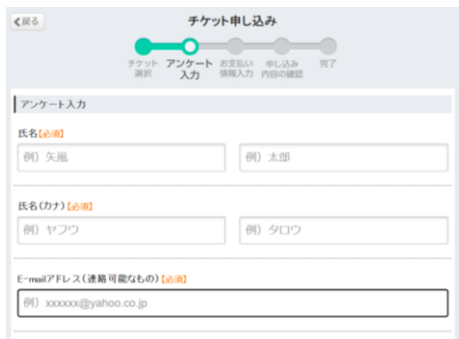 戻る
チケット申し込み
チケット選択
アンケート入力
お支払い情報入力
申し込み内容の確認
完了
アンケート入力
氏名【必須】
例）矢風 例）太郎
氏名（カナ）【必須】
例）ヤフウ 例）タロウ
E-mailアドレス（連絡可能なもの）【必須】
例）xxxxxx@yahoo.co.jp